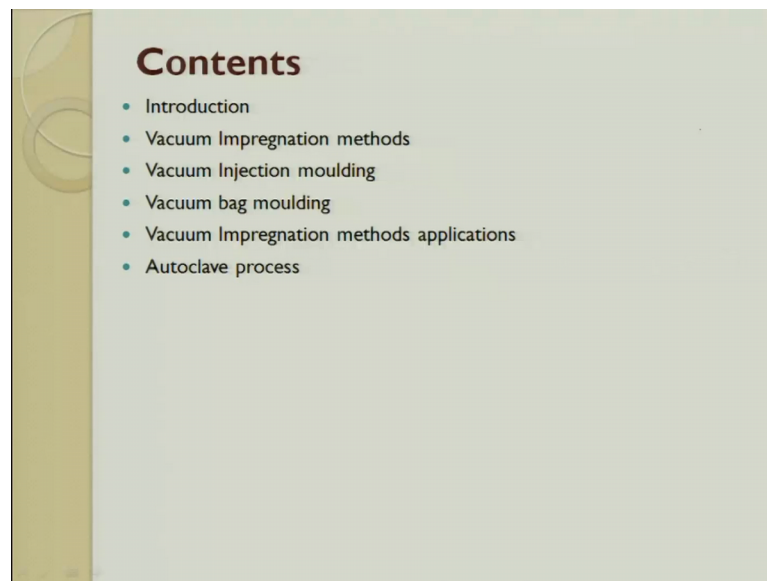 Contents
Introduction
Vacuum Impregnation methods
Vacuum Injection moulding
Vacuum bag moulding
Vacuum Impregnation methods applications
Autoclave process